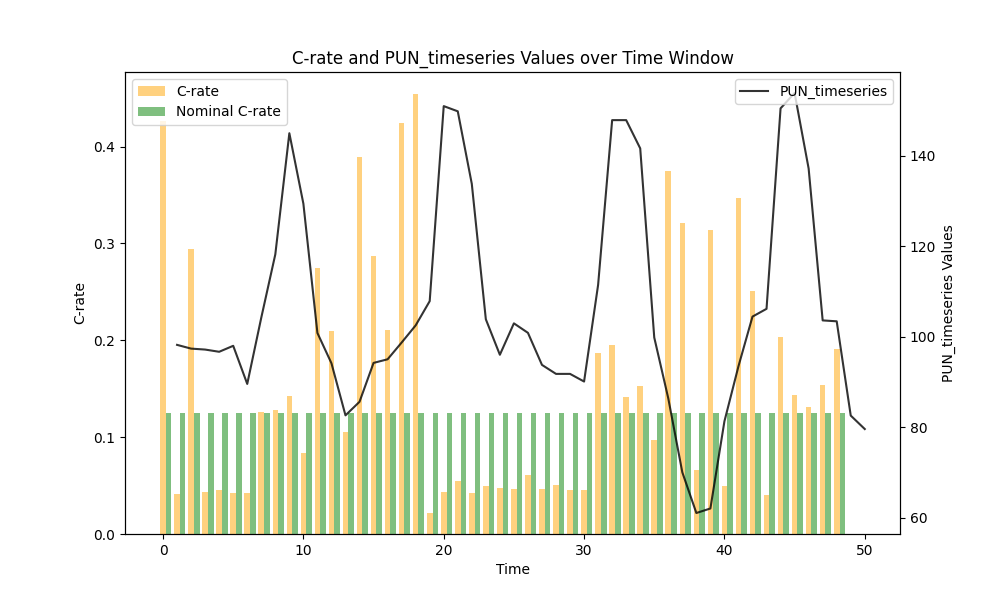 C-rate and PUN_timeseries Values over Time Window
C-rate
Nominal C-rate
PUN_timeseries
0.4
0.3
0.2
0.1
0.0
C-rate
140
120
100
80
60
PUN_timeseries Values
0 10 20 30 40 50
Time